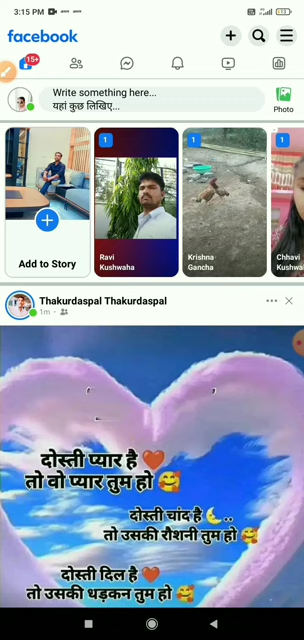 3:15 PM
facebook
15+
Write something here...
यहां कुछ लिखिए...
Photo
Add to Story
1
Ravi
Kushwaha
1
Krishna
Gancha
1
Chhavi
Kushwa
Thakurdaspal Thakurdaspal
1m
दोस्ती प्यार है ❤️
तो वो प्यार तुम हो 🥰
दोस्ती चांद है 🌜..
तो उसकी रौशनी तुम हो 🥰
दोस्ती दिल है ❤️
तो उसकी धड़कन तुम हो 🥰